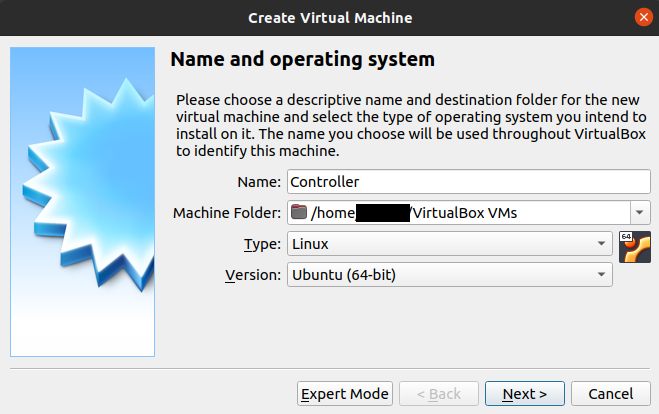 Create Virtual Machine
Name and operating system
Please choose a descriptive name and destination folder for the new
virtual machine and select the type of operating system you intend to
install on it. The name you choose will be used throughout VirtualBox
to identify this machine.
Name: Controller
Machine Folder: /home /VirtualBox VMs
Type: Linux
64
Version: Ubuntu (64-bit)
Expert Mode < Back Next > Cancel